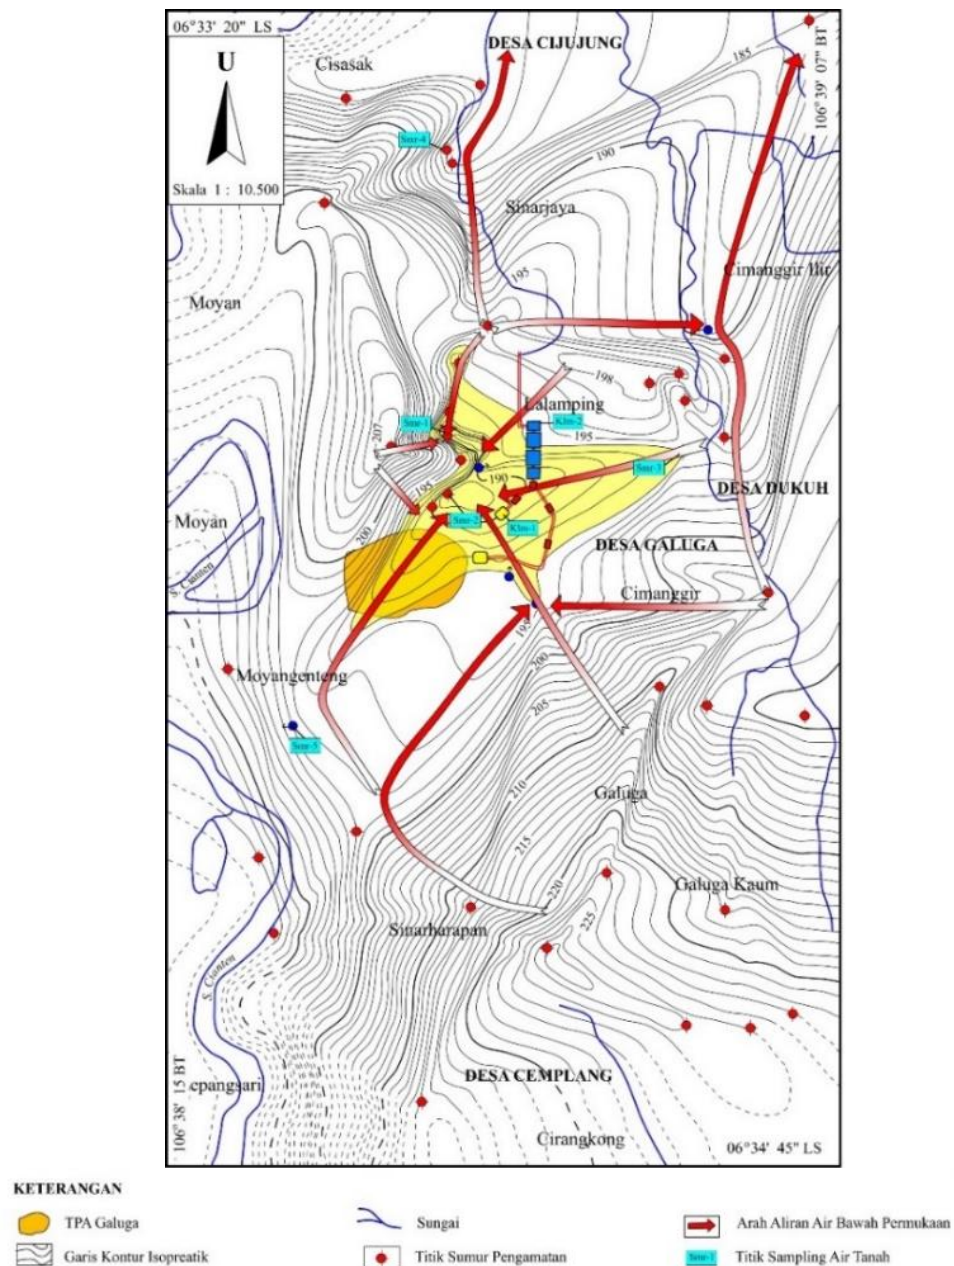 06°33' 20" LS
DESA CIJUJUNG
U
Cisasak
185
106° 39' 07" BT
Smr-4
190
Skala 1 : 10.500
Sinarjaya
Cimanggir Ilir
195
Moyan
198
Lalamping
207
Smr-1
Klm-2
195
Smr-3
190
195
DESA DUKUH
Moyan
Smr-2
Klm-1
200
DESA GALUGA
S. Cianten
Cimanggir
195
200
Moyangenteng
205
Smr-5
210
Galuga
215
Galuga Kaum
220
225
Sinarharapan
S. Cianten
DESA CEMPLANG
epangsari
106° 38' 15 BT
Cirangkong
06°34' 45" LS
KETERANGAN
TPA Galuga
Sungai
Arah Aliran Air Bawah Permukaan
Garis Kontur Isopreatik
Titik Sumur Pengamatan
Smr-1
Titik Sampling Air Tanah